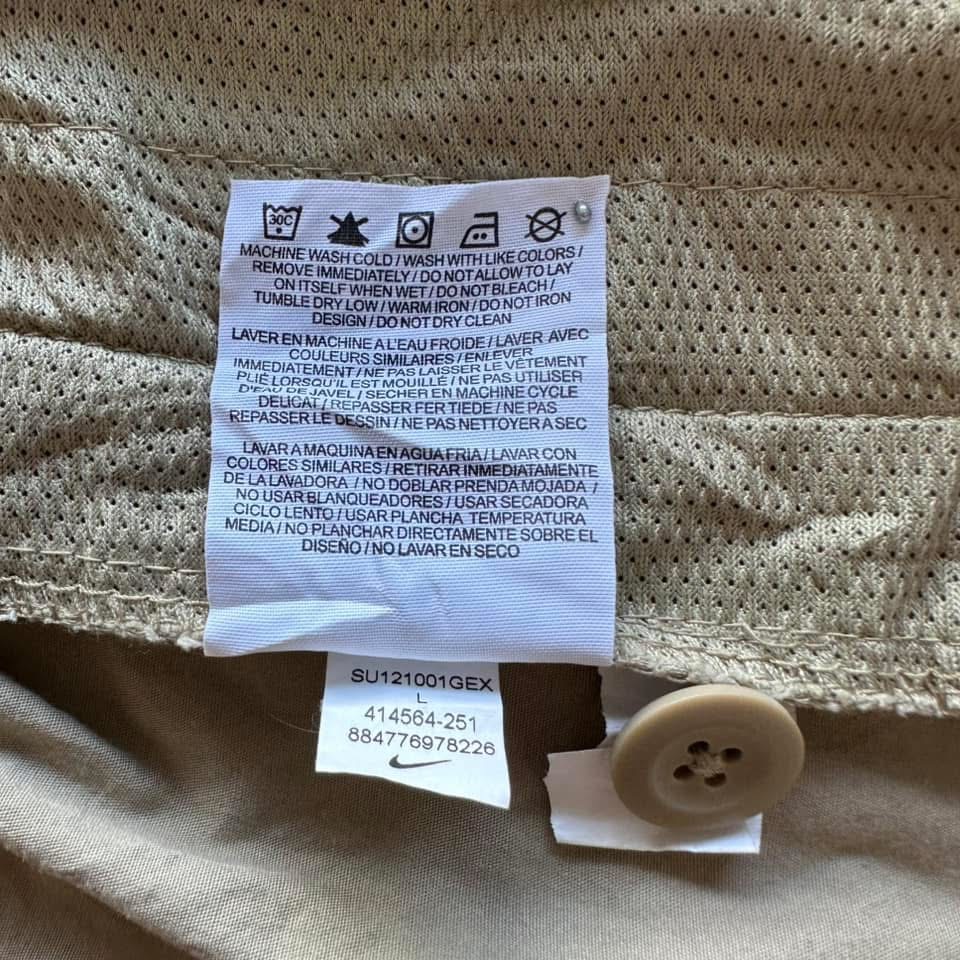 30C
MACHINE WASH COLD / WASH WITH LIKE COLORS /
REMOVE IMMEDIATELY / DO NOT ALLOW TO LAY
ON ITSELF WHEN WET / DO NOT BLEACH /
TUMBLE DRY LOW / WARM IRON / DO NOT IRON
DESIGN / DO NOT DRY CLEAN
LAVER EN MACHINE A L'EAU FROIDE / LAVER AVEC
COULEURS SIMILAIRES / ENLEVER
IMMEDIATEMENT / NE PAS LAISSER LE VÊTEMENT
PLIÉ LORSQU'IL EST MOUILLÉ / NE PAS UTILISER
D'EAU DE JAVEL / SECHER EN MACHINE CYCLE
DELICAT / REPASSER FER TIEDE / NE PAS
REPASSER LE DESSIN / NE PAS NETTOYER A SEC
LAVAR A MAQUINA EN AGUA FRIA / LAVAR CON
COLORES SIMILARES / RETIRAR INMEDIATAMENTE
DE LA LAVADORA / NO DOBLAR PRENDA MOJADA /
NO USAR BLANQUEADORES / USAR SECADORA
CICLO LENTO / USAR PLANCHA TEMPERATURA
MEDIA / NO PLANCHAR DIRECTAMENTE SOBRE EL
DISEÑO / NO LAVAR EN SECO
SU121001GEX
L
414564-251
884776978226